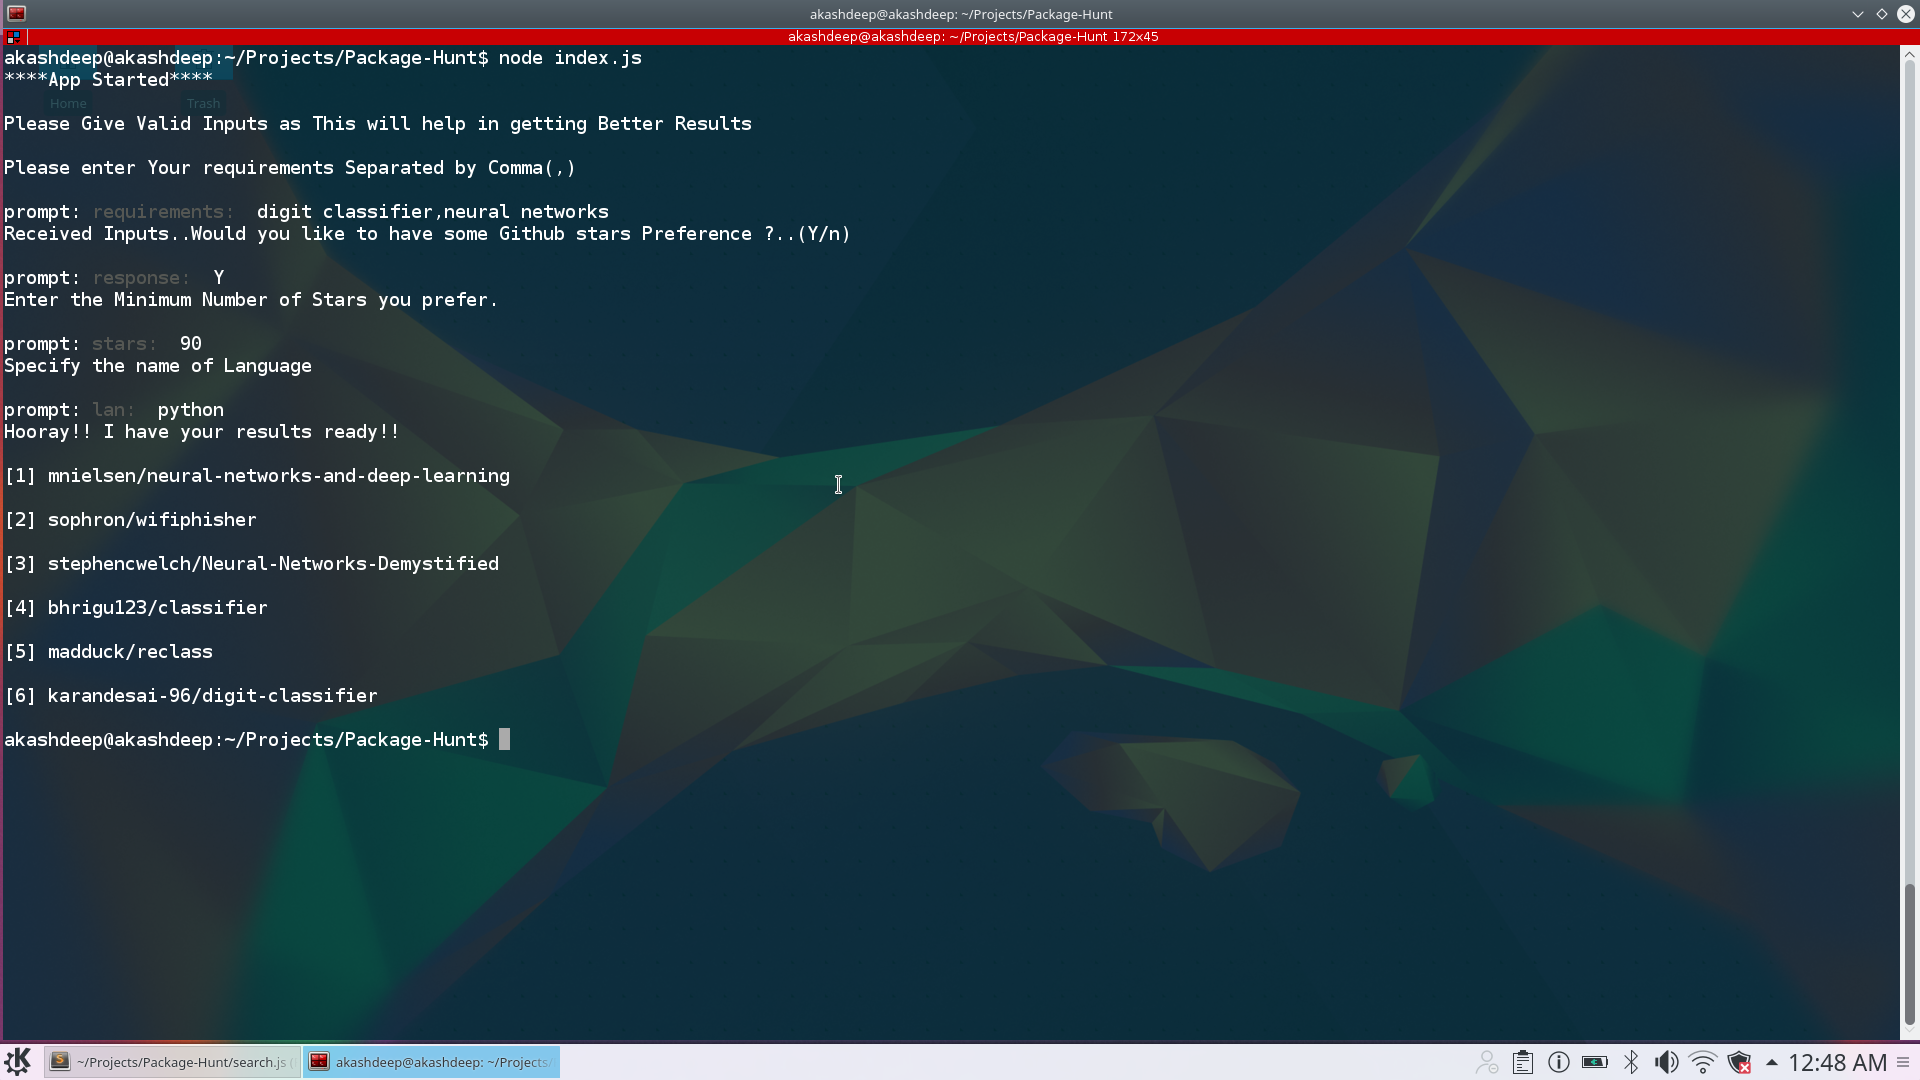 akashdeep@akashdeep: ~/Projects/Package-Hunt
akashdeep@akashdeep: ~/Projects/Package-Hunt 172x45
akashdeep@akashdeep:~/Projects/Package-Hunt$ node index.js
****App Started****
Home Trash
Please Give Valid Inputs as This will help in getting Better Results
Please enter Your requirements Separated by Comma(,)
prompt: requirements:  digit classifier,neural networks
Received Inputs..Would you like to have some Github stars Preference ?..(Y/n)
prompt: response:  Y
Enter the Minimum Number of Stars you prefer.
prompt: stars:  90
Specify the name of Language
prompt: lan:  python
Hooray!! I have your results ready!!
[1] mnielsen/neural-networks-and-deep-learning
[2] sophron/wifiphisher
[3] stephencwelch/Neural-Networks-Demystified
[4] bhrigu123/classifier
[5] madduck/reclass
[6] karandesai-96/digit-classifier
akashdeep@akashdeep:~/Projects/Package-Hunt$
~/Projects/Package-Hunt/search.js
akashdeep@akashdeep: ~/Projects/
12:48 AM